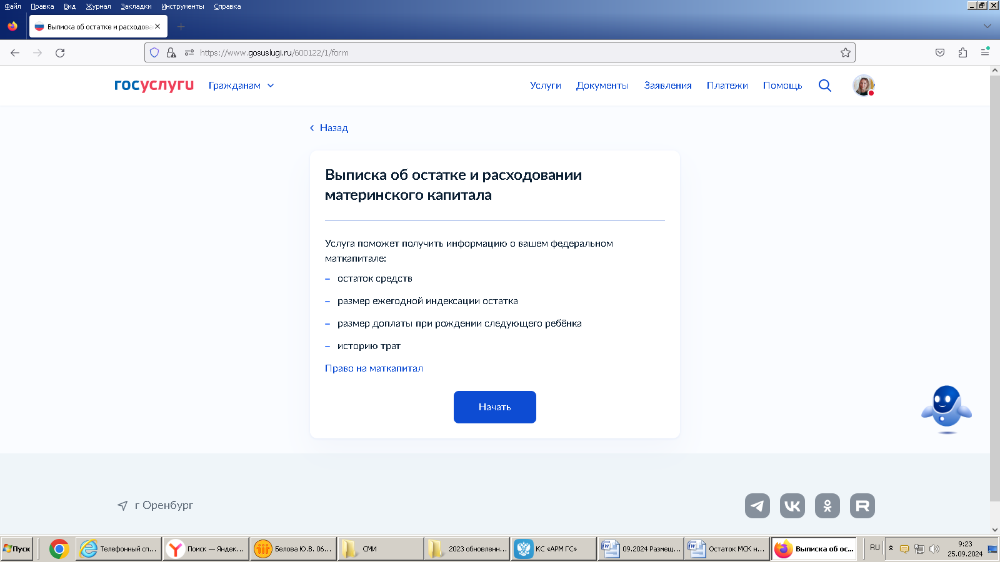 Файл Правка Вид Журнал Закладки Инструменты Справка
Выписка об остатке и расходова
https://www.gosuslugi.ru/600122/1/form
госуслуги Гражданам Услуги Документы Заявления Платежи Помощь
Назад
Выписка об остатке и расходовании
материнского капитала
Услуга поможет получить информацию о вашем федеральном
маткапитале:
– остаток средств
– размер ежегодной индексации остатка
– размер доплаты при рождении следующего ребёнка
– историю трат
Право на маткапитал
Начать
г Оренбург
Пуск Телефонный сп... Поиск — Яндек... Белова Ю.В. 06... СМИ 2023 обновленн... КС «АРМ ГС» 09.2024 Размещ... Остаток МСК н... Выписка об ос... RU 9:23
25.09.2024